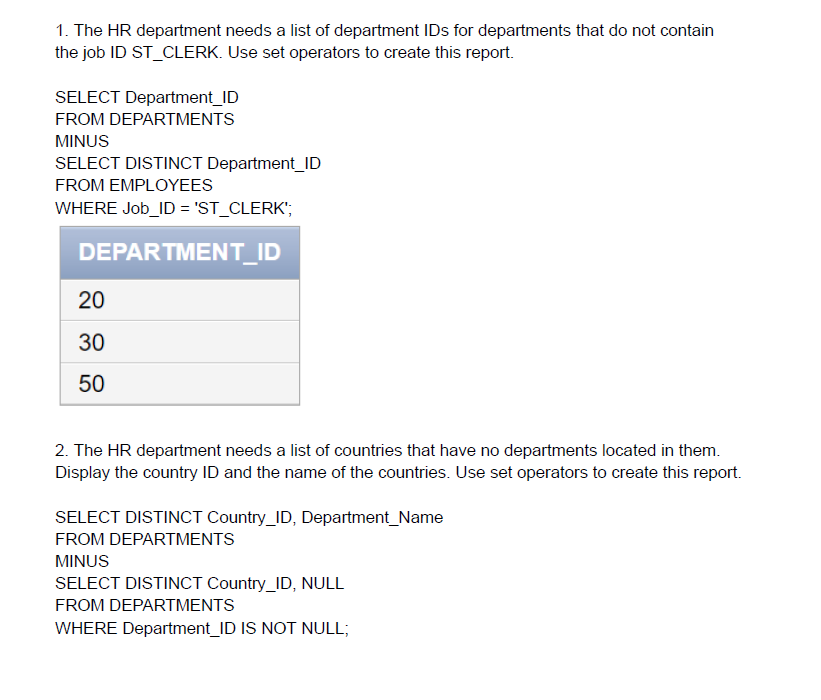 1. The HR department needs a list of department IDs for departments that do not contain
the job ID ST_CLERK. Use set operators to create this report.
SELECT Department_ID
FROM DEPARTMENTS
MINUS
SELECT DISTINCT Department_ID
FROM EMPLOYEES
WHERE Job_ID = 'ST_CLERK';
DEPARTMENT_ID
20
30
50
2. The HR department needs a list of countries that have no departments located in them.
Display the country ID and the name of the countries. Use set operators to create this report.
SELECT DISTINCT Country_ID, Department_Name
FROM DEPARTMENTS
MINUS
SELECT DISTINCT Country_ID, NULL
FROM DEPARTMENTS
WHERE Department_ID IS NOT NULL;